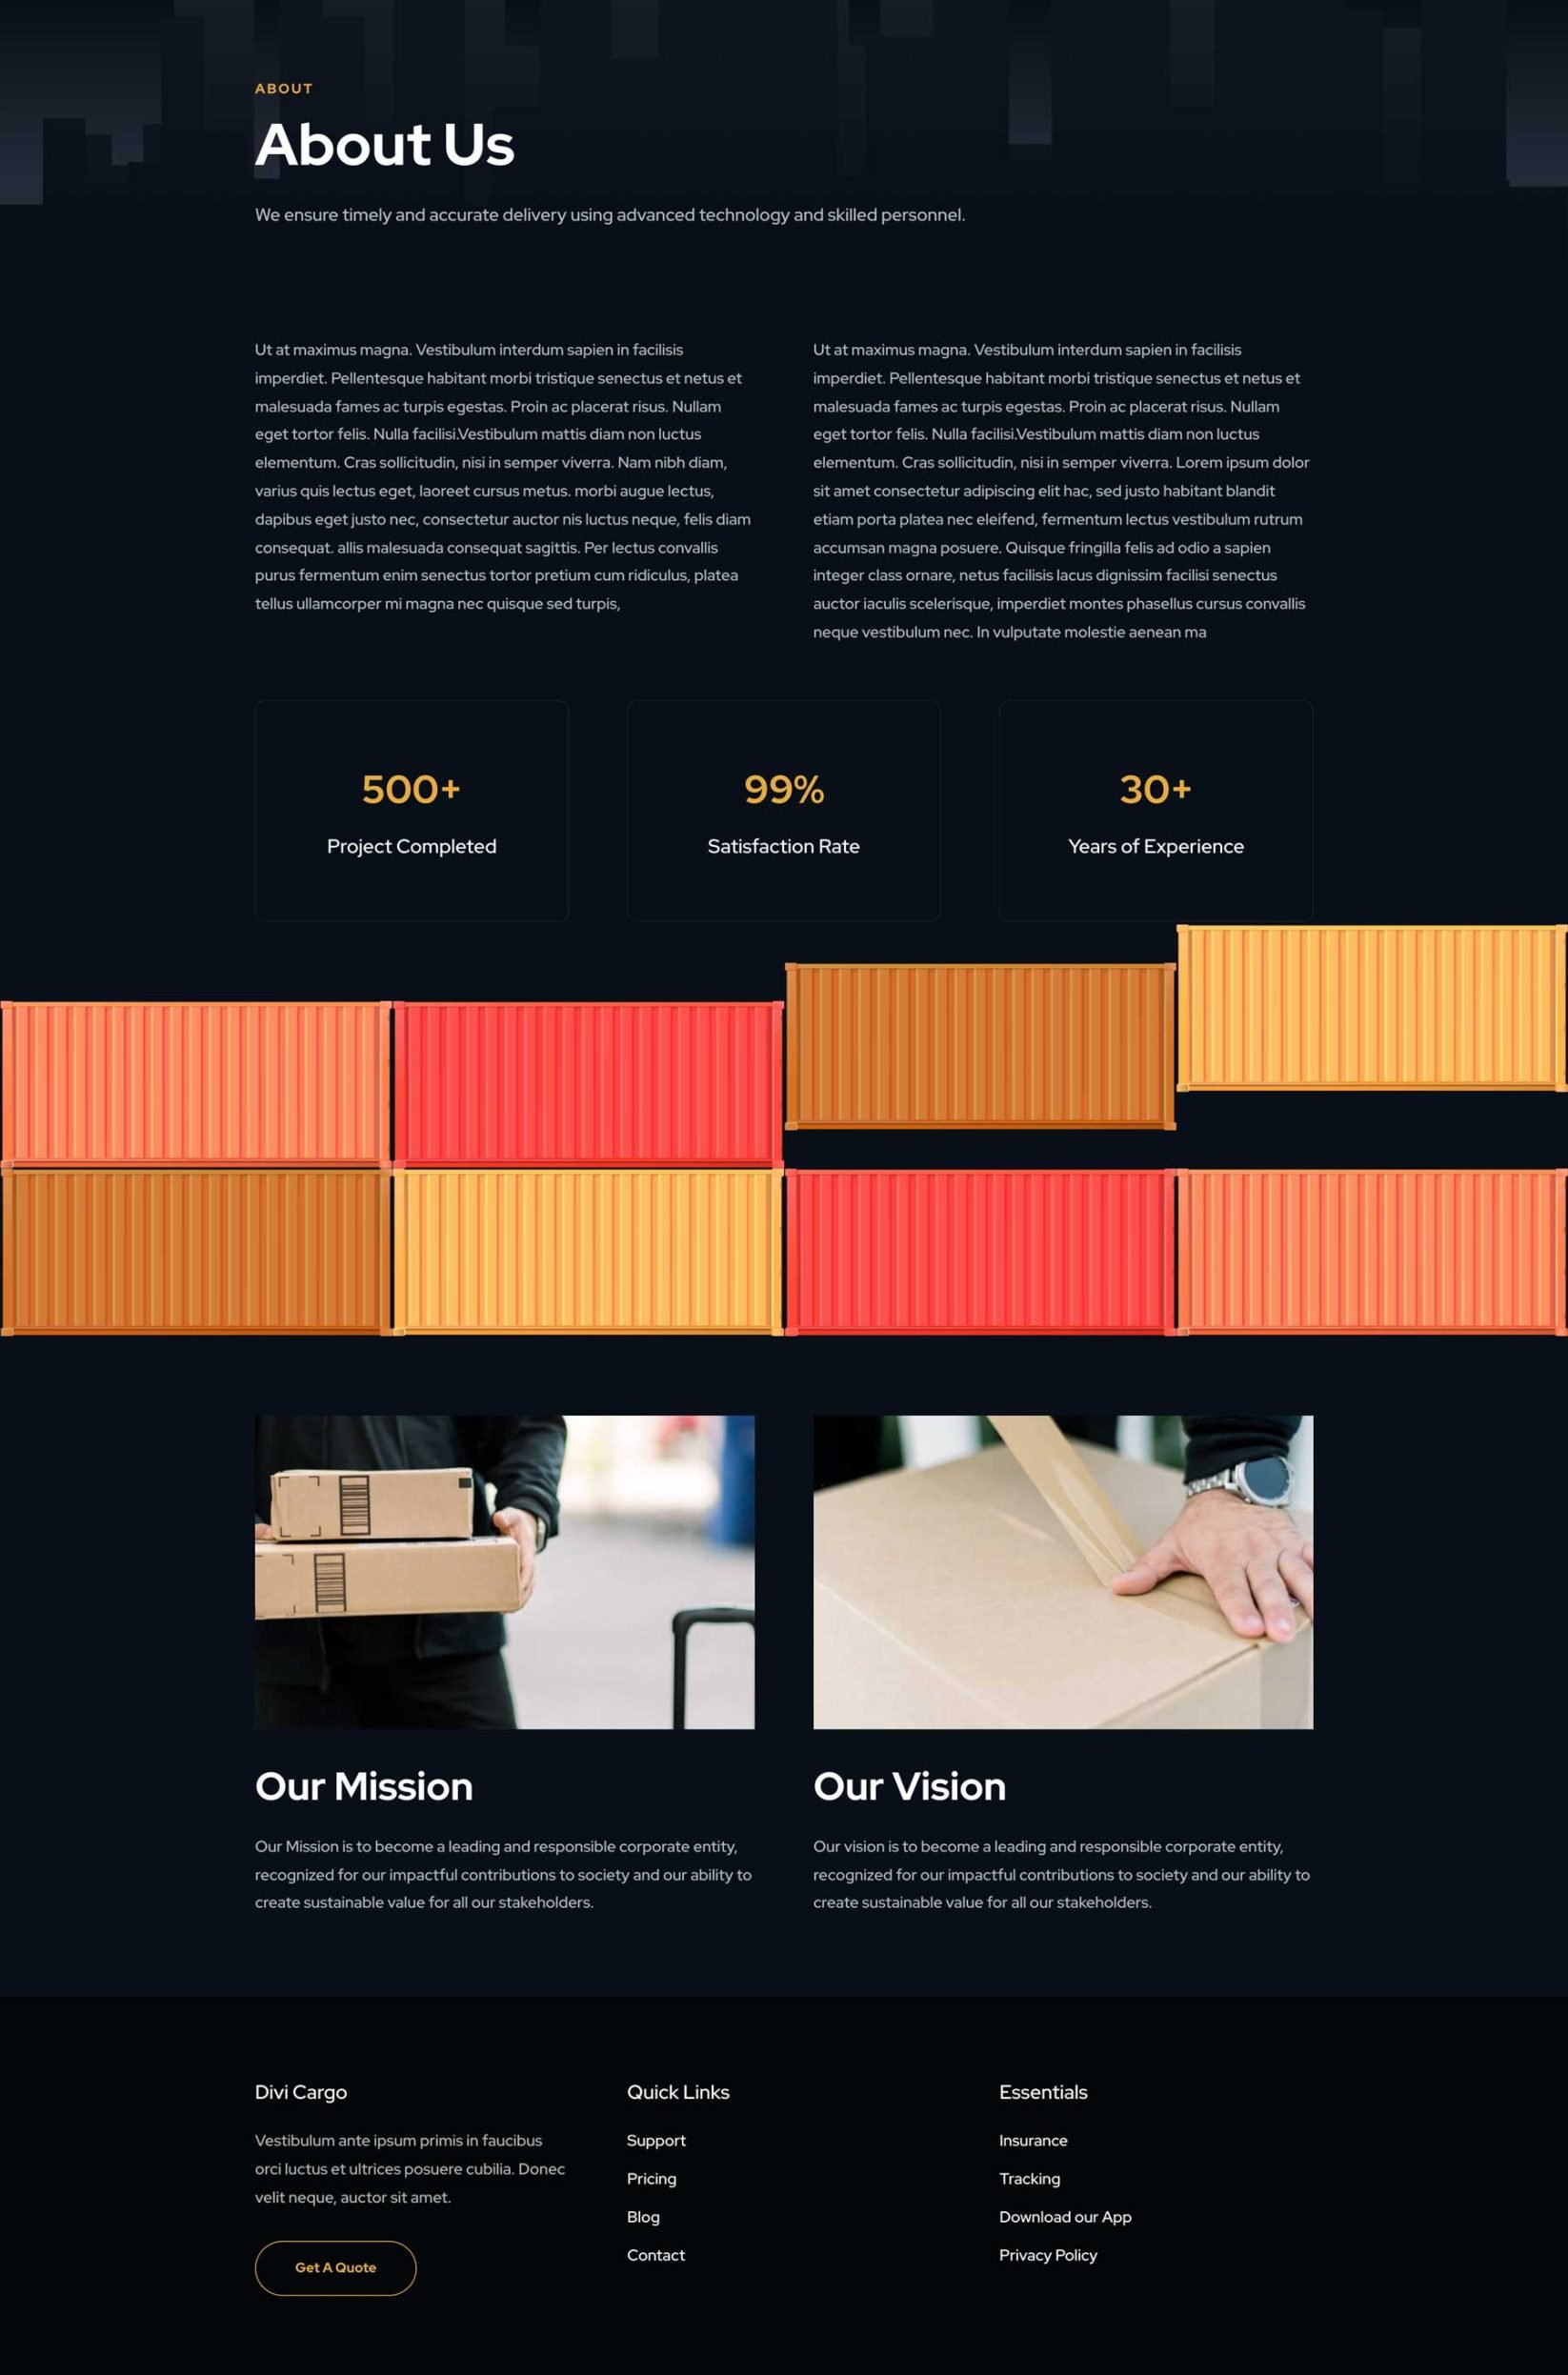 ABOUT
About Us
We ensure timely and accurate delivery using advanced technology and skilled personnel.
Ut at maximus magna. Vestibulum interdum sapien in facilisis
imperdiet. Pellentesque habitant morbi tristique senectus et netus et
malesuada fames ac turpis egestas. Proin ac placerat risus. Nullam
eget tortor felis. Nulla facilisi.Vestibulum mattis diam non luctus
elementum. Cras sollicitudin, nisi in semper viverra. Nam nibh diam,
varius quis lectus eget, laoreet cursus metus. morbi augue lectus,
dapibus eget justo nec, consectetur auctor nis luctus neque, felis diam
consequat. allis malesuada consequat sagittis. Per lectus convallis
purus fermentum enim senectus tortor pretium cum ridiculus, platea
tellus ullamcorper mi magna nec quisque sed turpis,
Ut at maximus magna. Vestibulum interdum sapien in facilisis
imperdiet. Pellentesque habitant morbi tristique senectus et netus et
malesuada fames ac turpis egestas. Proin ac placerat risus. Nullam
eget tortor felis. Nulla facilisi.Vestibulum mattis diam non luctus
elementum. Cras sollicitudin, nisi in semper viverra. Lorem ipsum dolor
sit amet consectetur adipiscing elit hac, sed justo habitant blandit
etiam porta platea nec eleifend, fermentum lectus vestibulum rutrum
accumsan magna posuere. Quisque fringilla felis ad odio a sapien
integer class ornare, netus facilisis lacus dignissim facilisi senectus
auctor iaculis scelerisque, imperdiet montes phasellus cursus convallis
neque vestibulum nec. In vulputate molestie aenean ma
500+
Project Completed
99%
Satisfaction Rate
30+
Years of Experience
Our Mission
Our Mission is to become a leading and responsible corporate entity,
recognized for our impactful contributions to society and our ability to
create sustainable value for all our stakeholders.
Our Vision
Our vision is to become a leading and responsible corporate entity,
recognized for our impactful contributions to society and our ability to
create sustainable value for all our stakeholders.
Divi Cargo
Vestibulum ante ipsum primis in faucibus
orci luctus et ultrices posuere cubilia. Donec
velit neque, auctor sit amet.
Get A Quote
Quick Links
Support
Pricing
Blog
Contact
Essentials
Insurance
Tracking
Download our App
Privacy Policy